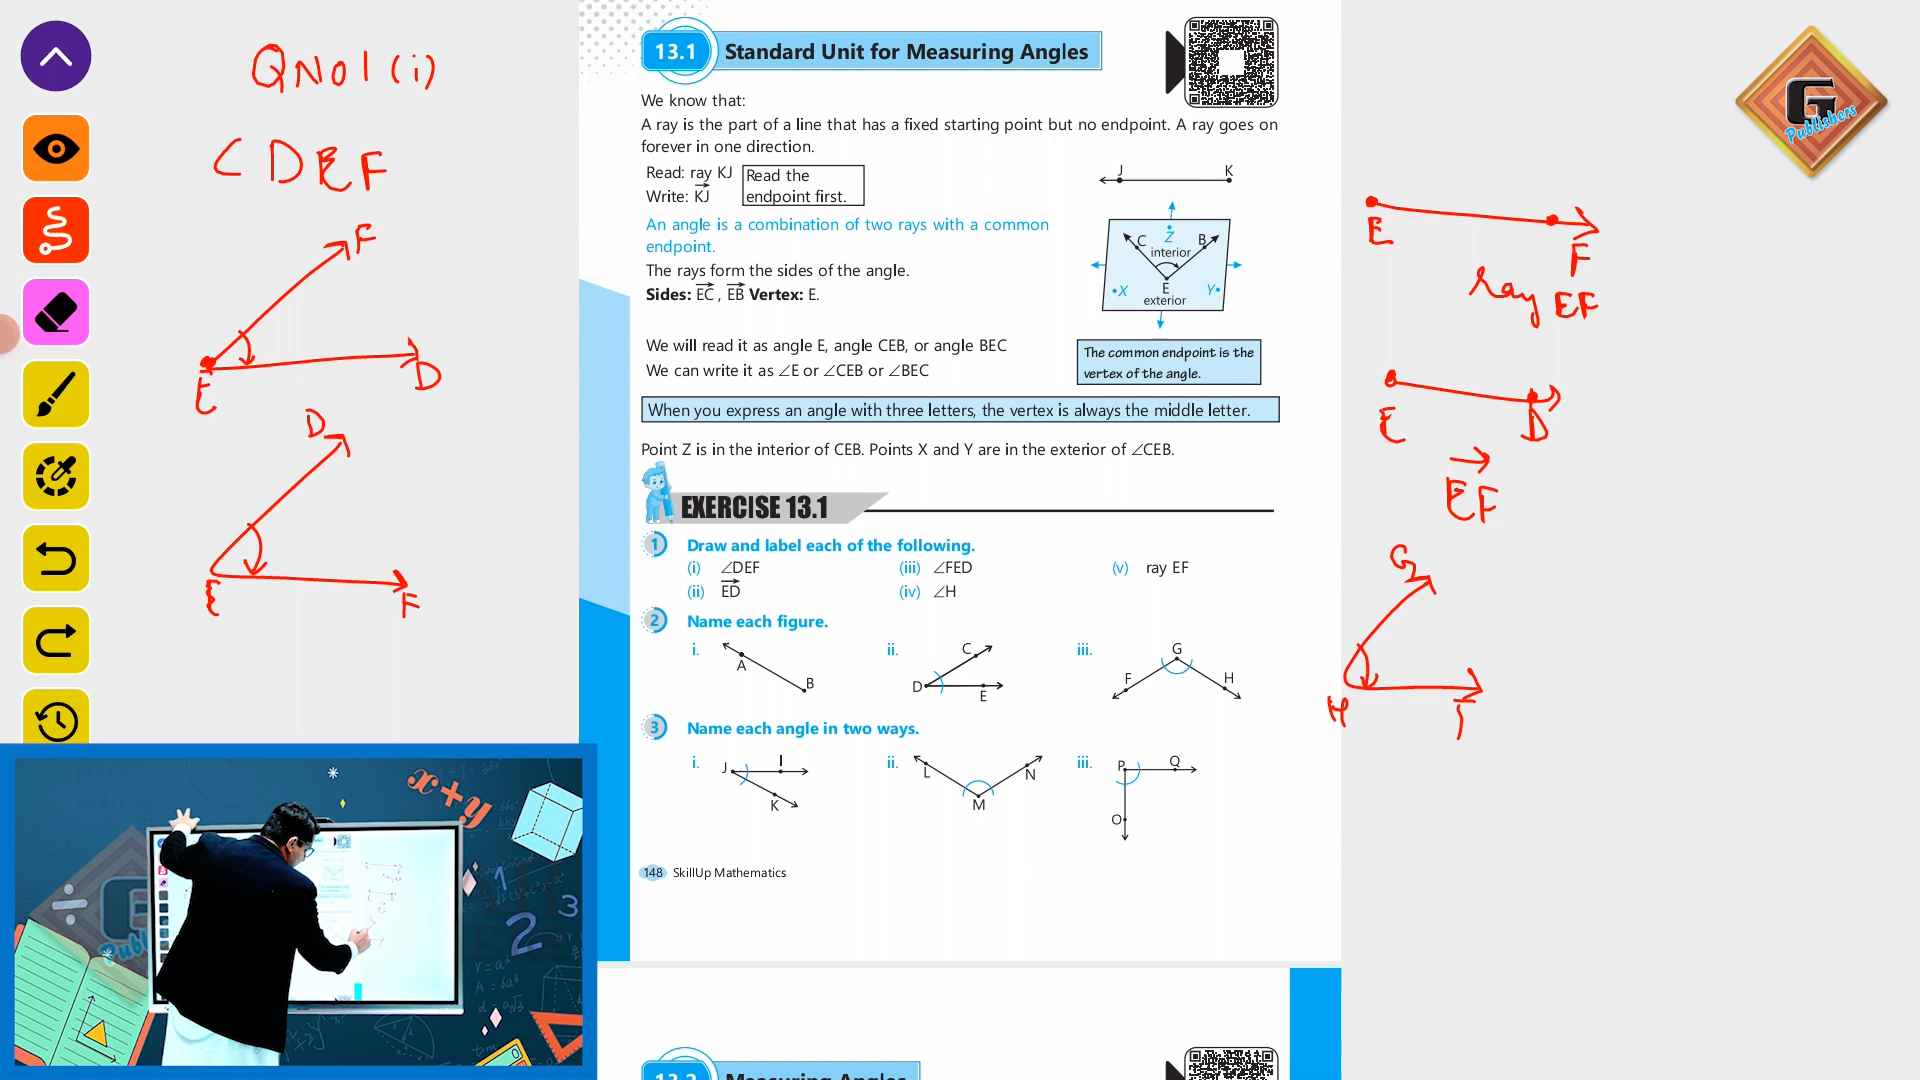 QNo1(i)
∠DEF
F
E
D
D
E
F
13.1 Standard Unit for Measuring Angles
We know that:
A ray is the part of a line that has a fixed starting point but no endpoint. A ray goes on
forever in one direction.
Read: ray KJ
Write: KJ
Read the
endpoint first.
J K
An angle is a combination of two rays with a common
endpoint.
The rays form the sides of the angle.
Sides: EC , EB Vertex: E.
Z
C B
interior
E
X Y
exterior
We will read it as angle E, angle CEB, or angle BEC
We can write it as ∠E or ∠CEB or ∠BEC
The common endpoint is the
vertex of the angle.
When you express an angle with three letters, the vertex is always the middle letter.
Point Z is in the interior of CEB. Points X and Y are in the exterior of ∠CEB.
EXERCISE 13.1
1 Draw and label each of the following.
(i) ∠DEF (iii) ∠FED (v) ray EF
(ii) ED (iv) ∠H
2 Name each figure.
i. A B
ii. C D E
iii. G F H
3 Name each angle in two ways.
i. J I K
ii. L M N
iii. P Q O
148 SkillUp Mathematics
13.2 Measuring Angles
G
Publishers
E F
ray EF
E D
EF
G
H I
x+y
1
2
3